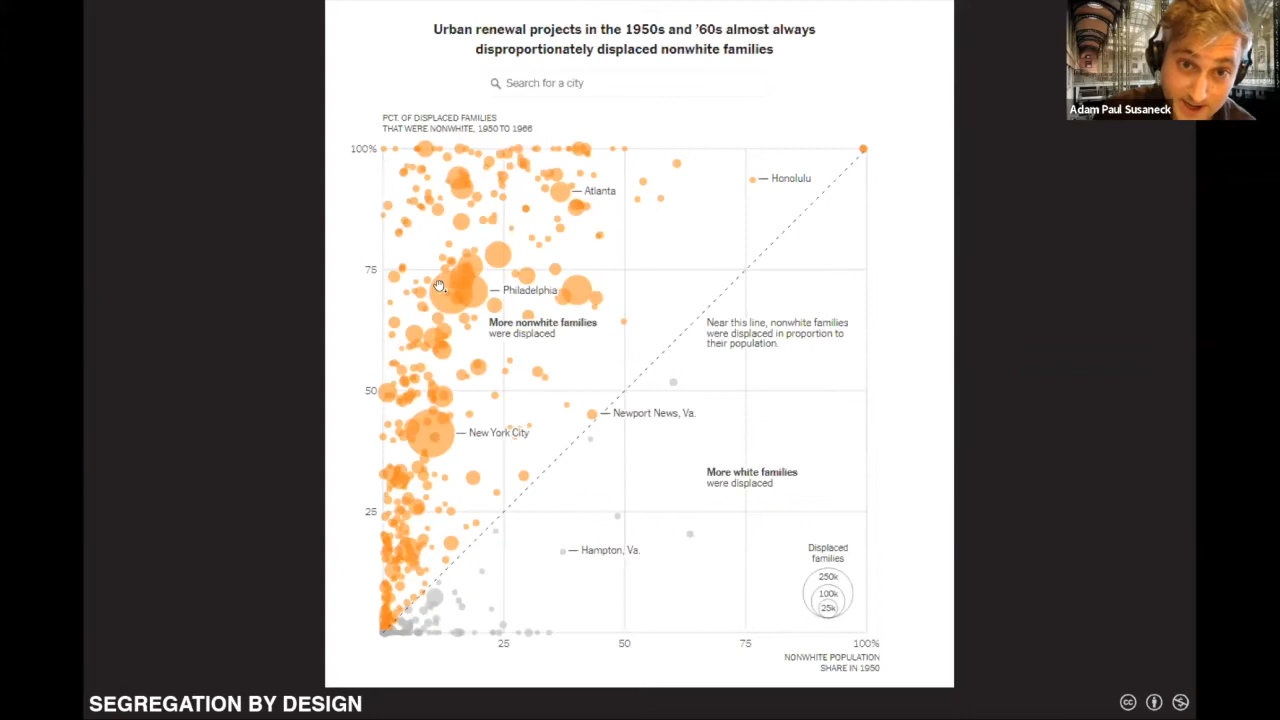 Urban renewal projects in the 1950s and ’60s almost always
disproportionately displaced nonwhite families
Search for a city
PCT. OF DISPLACED FAMILIES
THAT WERE NONWHITE, 1950 TO 1966
100%
75
50
25
Atlanta
Honolulu
Philadelphia
More nonwhite families
were displaced
Near this line, nonwhite families
were displaced in proportion to
their population.
Newport News, Va.
New York City
More white families
were displaced
Hampton, Va.
Displaced
families
250k
100k
25k
25
50
75
100%
NONWHITE POPULATION
SHARE IN 1950
Adam Paul Susaneck
SEGREGATION BY DESIGN
cc